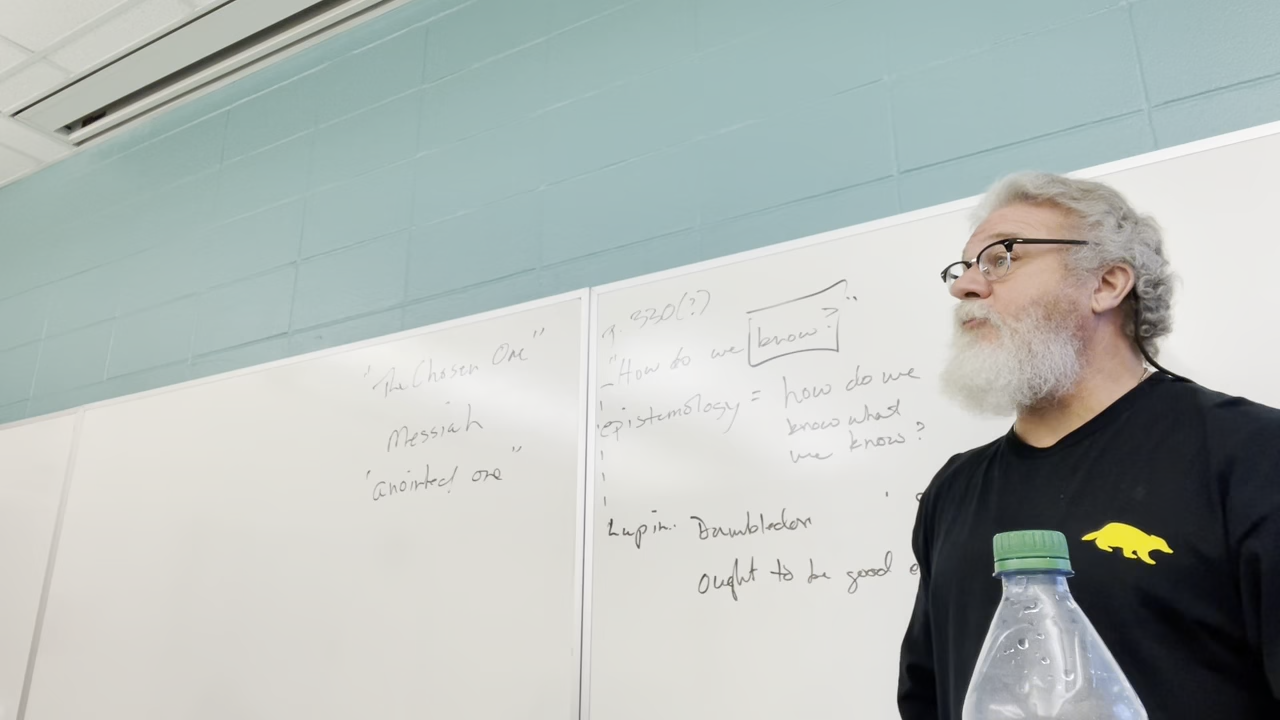 "The Chosen One"
Messiah
"anointed one"
p. 330(?)
"How do we know?"
epistemology = how do we
know what
we know?
Lupin: Dumbledore
ought to be good